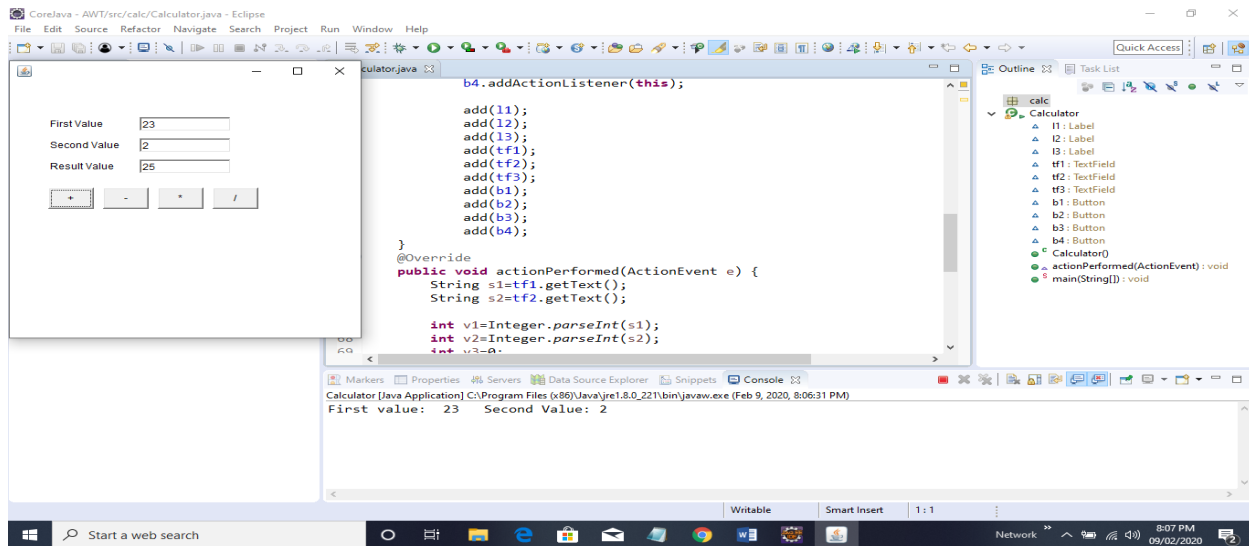 CoreJava - AWT/src/calc/Calculator.java - Eclipse
File Edit Source Refactor Navigate Search Project Run Window Help
Quick Access
culator.java
First Value 23
Second Value 2
Result Value 25
+ - * /
b4.addActionListener(this);
add(l1);
add(l2);
add(l3);
add(tf1);
add(tf2);
add(tf3);
add(b1);
add(b2);
add(b3);
add(b4);
}
@Override
public void actionPerformed(ActionEvent e) {
String s1=tf1.getText();
String s2=tf2.getText();
int v1=Integer.parseInt(s1);
68 int v2=Integer.parseInt(s2);
69 int v3=0;
Outline Task List
calc
Calculator
l1 : Label
l2 : Label
l3 : Label
tf1 : TextField
tf2 : TextField
tf3 : TextField
b1 : Button
b2 : Button
b3 : Button
b4 : Button
Calculator()
actionPerformed(ActionEvent) : void
main(String[]) : void
Markers Properties Servers Data Source Explorer Snippets Console
Calculator [Java Application] C:\Program Files (x86)\Java\jre1.8.0_221\bin\javaw.exe (Feb 9, 2020, 8:06:31 PM)
First value: 23 Second Value: 2
Writable Smart Insert 1 : 1
Start a web search
Network
8:07 PM
09/02/2020
2